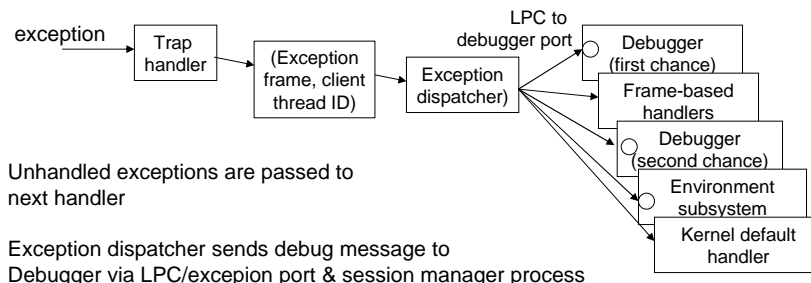 exception
Trap
handler
(Exception
frame, client
thread ID)
Exception
dispatcher)
LPC to
debugger port
Debugger
(first chance)
Frame-based
handlers
Debugger
(second chance)
Environment
subsystem
Kernel default
handler
Unhandled exceptions are passed to
next handler
Exception dispatcher sends debug message to
Debugger via LPC/excepion port & session manager process